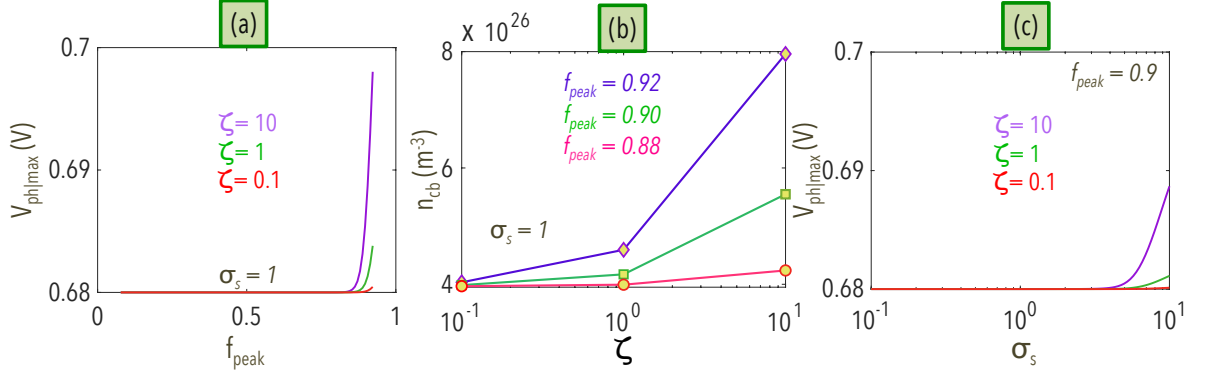 (a)
0.7
0.69
0.68
V_ph|max (V)
ζ= 10
ζ= 1
ζ= 0.1
σ_s = 1
0
0.5
1
f_peak
(b)
x 10^26
8
6
4
n_cb (m^-3)
f_peak = 0.92
f_peak = 0.90
f_peak = 0.88
σ_s = 1
10^-1
10^0
10^1
ζ
(c)
0.7
0.69
0.68
V_ph|max (V)
f_peak = 0.9
ζ= 10
ζ= 1
ζ= 0.1
10^-1
10^0
10^1
σ_s